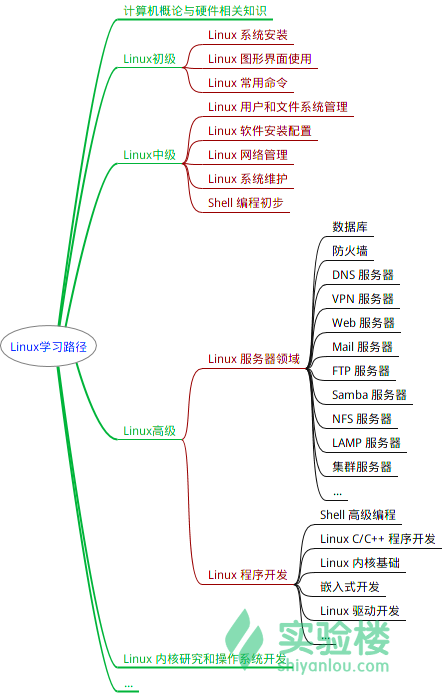 计算机概论与硬件相关知识
Linux 系统安装
Linux初级
Linux 图形界面使用
Linux 常用命令
Linux 用户和文件系统管理
Linux 软件安装配置
Linux中级
Linux 网络管理
Linux 系统维护
Shell 编程初步
数据库
防火墙
DNS 服务器
VPN 服务器
Web 服务器
Linux学习路径
Mail 服务器
Linux 服务器领域
FTP 服务器
Samba 服务器
NFS 服务器
Linux高级
LAMP 服务器
集群服务器
...
Shell 高级编程
Linux C/C++ 程序开发
Linux 内核基础
Linux 程序开发
嵌入式开发
Linux 驱动开发
...
Linux 内核研究和操作系统开发
...
实验楼
shiyanlou.com